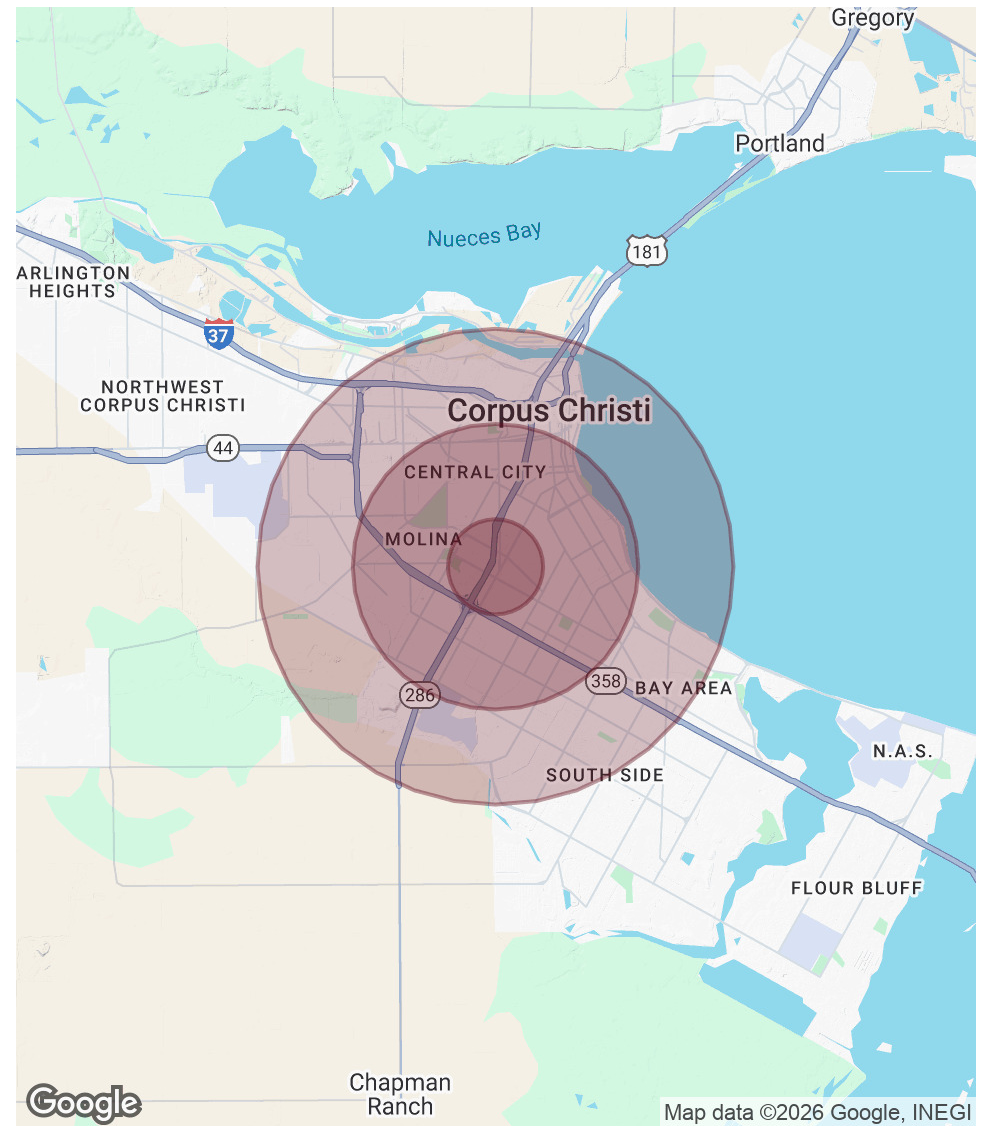 Gregory
Portland
Nueces Bay
181
ARLINGTON
HEIGHTS
37
NORTHWEST
CORPUS CHRISTI
Corpus Christi
44
CENTRAL CITY
MOLINA
358
BAY AREA
286
N.A.S.
SOUTH SIDE
FLOUR BLUFF
Chapman
Ranch
Google
Map data ©2026 Google, INEGI